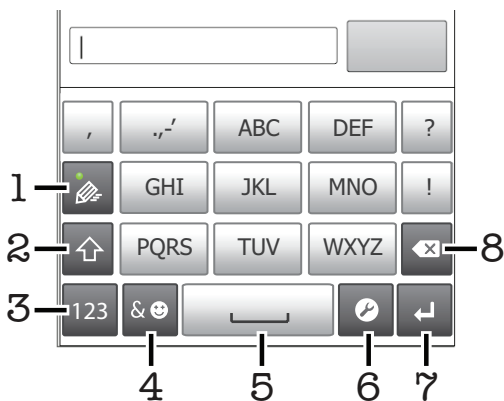 , .,-′ ABC DEF ?
1 GHI JKL MNO !
2 PQRS TUV WXYZ 8
3 123 &
4 5 6 7